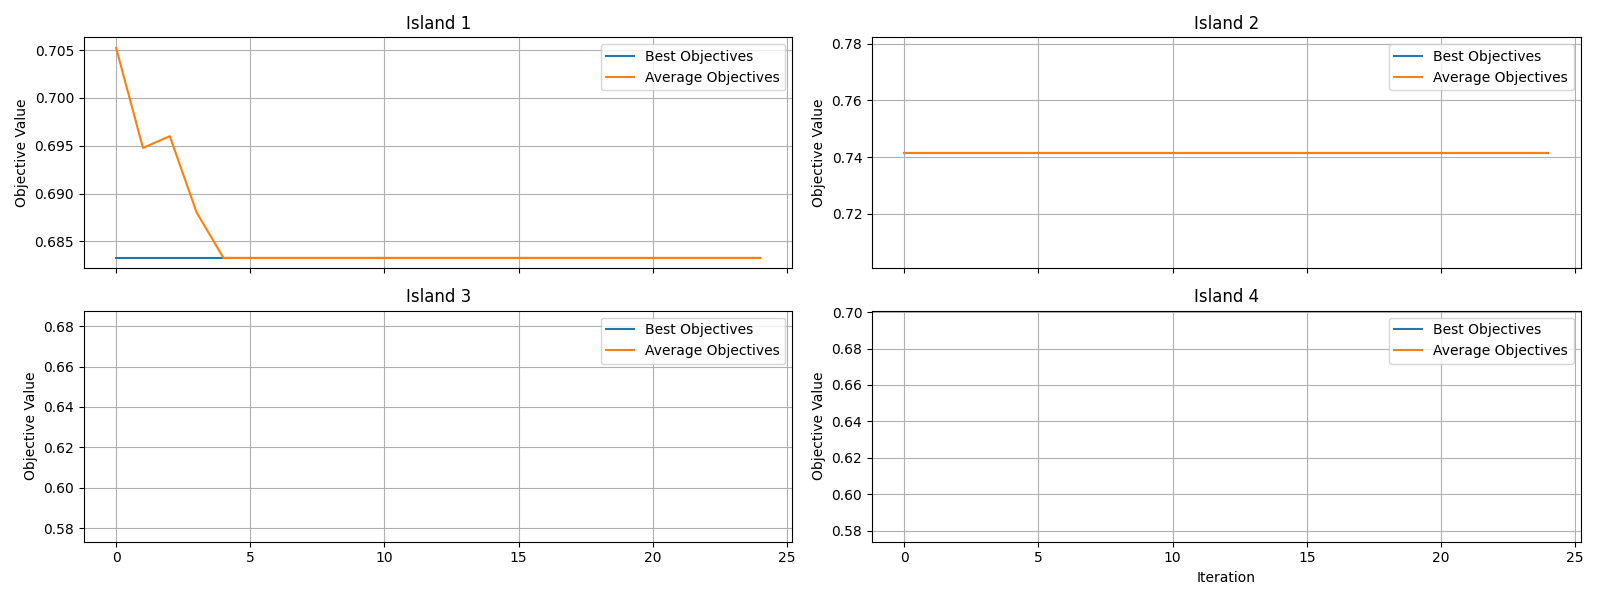 Island 1
Objective Value
0.705
0.700
0.695
0.690
0.685
Best Objectives
Average Objectives
Island 2
Objective Value
0.78
0.76
0.74
0.72
Best Objectives
Average Objectives
Island 3
Objective Value
0.68
0.66
0.64
0.62
0.60
0.58
Best Objectives
Average Objectives
0 5 10 15 20 25
Island 4
Objective Value
0.70
0.68
0.66
0.64
0.62
0.60
0.58
Best Objectives
Average Objectives
0 5 10 15 20 25
Iteration